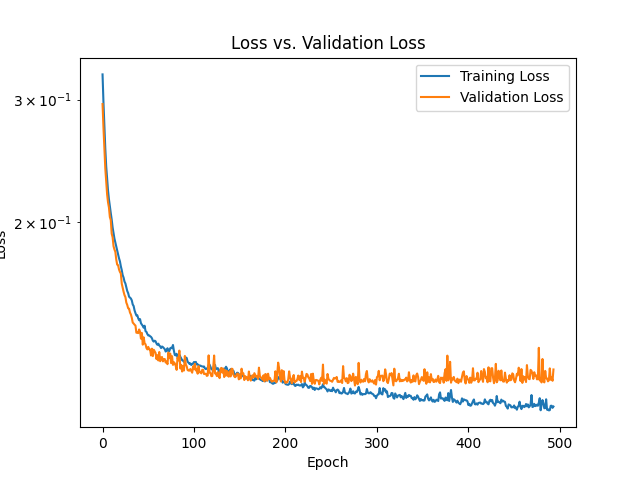 Loss vs. Validation Loss
Training Loss
Validation Loss
3 × 10⁻¹
2 × 10⁻¹
Loss
0 100 200 300 400 500
Epoch